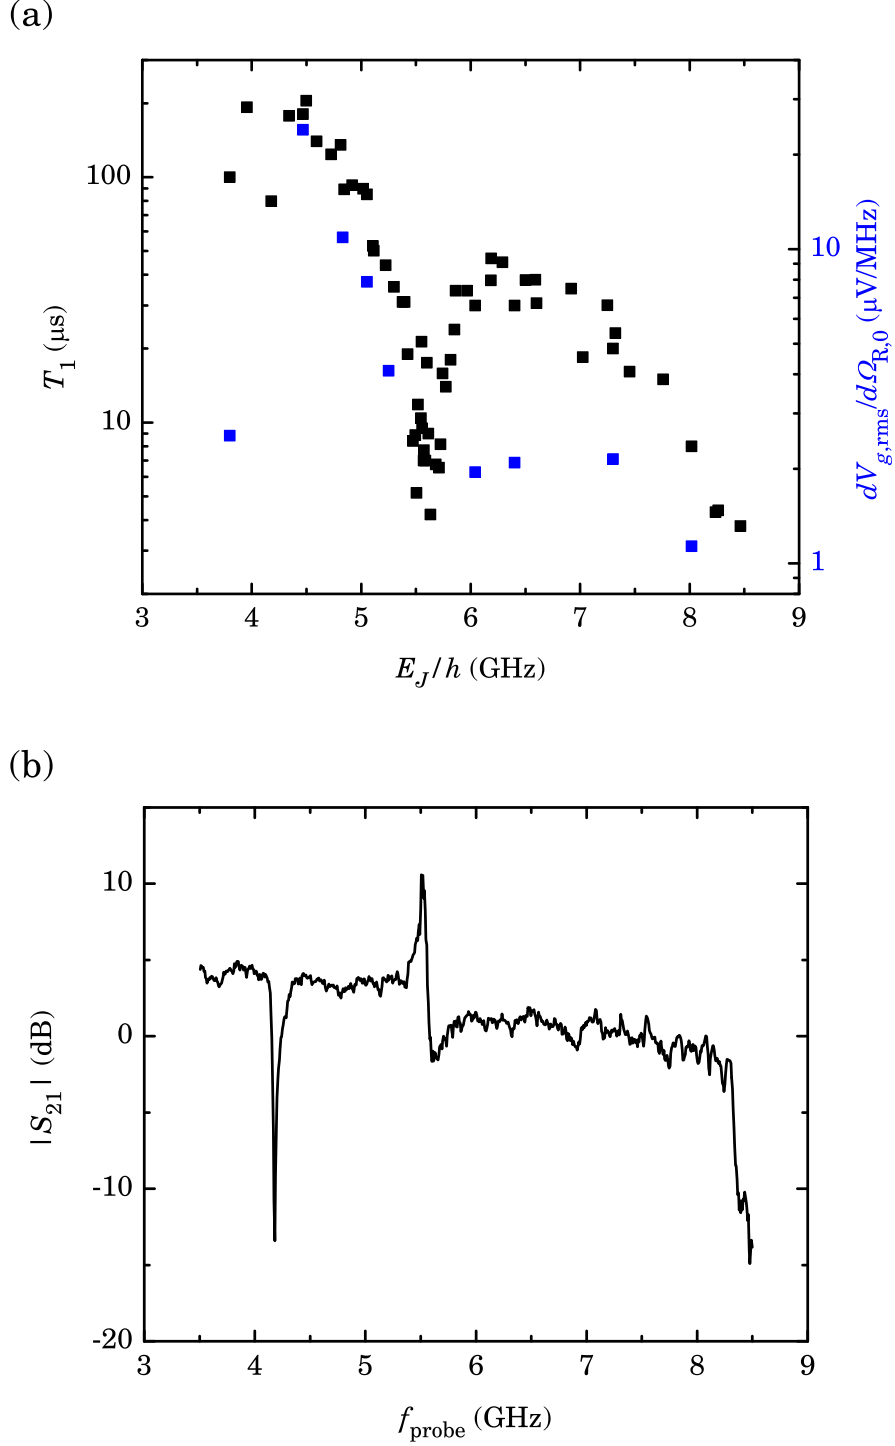 (a)
100
10
T1 (μs)
10
1
dVg,rms/dΩR,0 (μV/MHz)
3 4 5 6 7 8 9
EJ/h (GHz)
(b)
10
0
-10
-20
|S21| (dB)
3 4 5 6 7 8 9
fprobe (GHz)